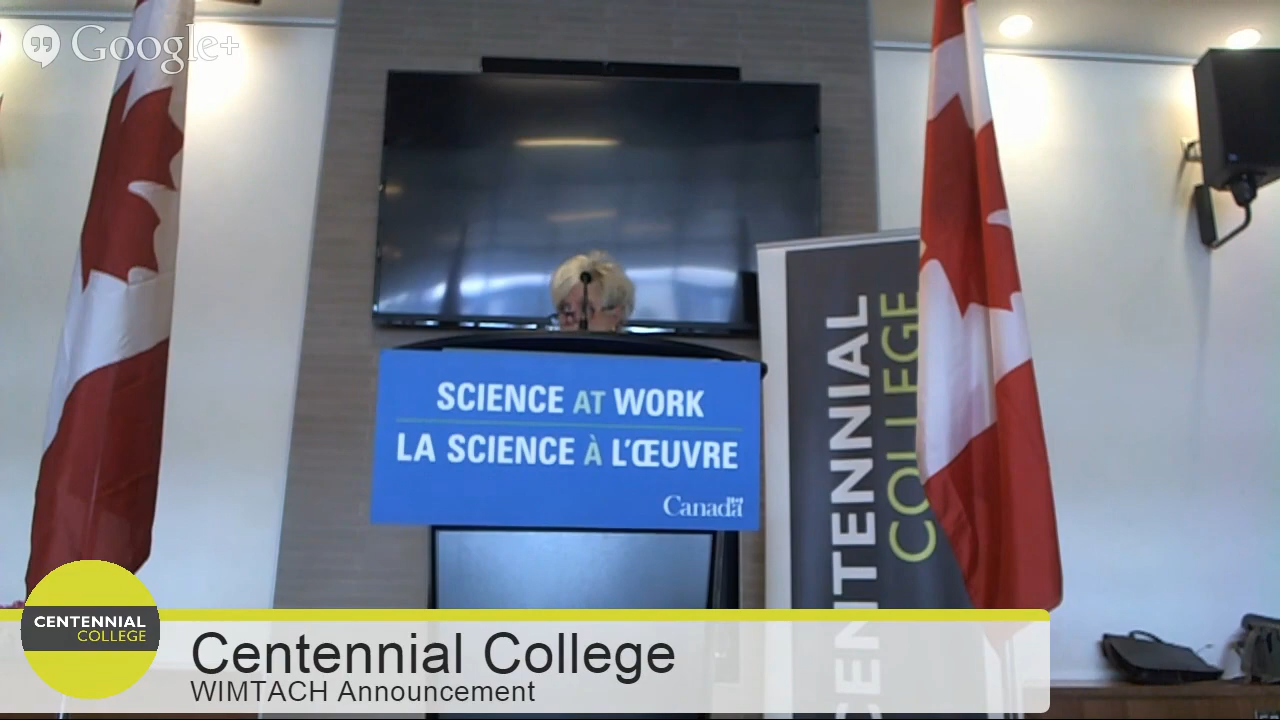 Google+
SCIENCE AT WORK
LA SCIENCE À L'ŒUVRE
Canada
CENTENNIAL
COLLEGE
CENTENNIAL
COLLEGE
Centennial College
WIMTACH Announcement